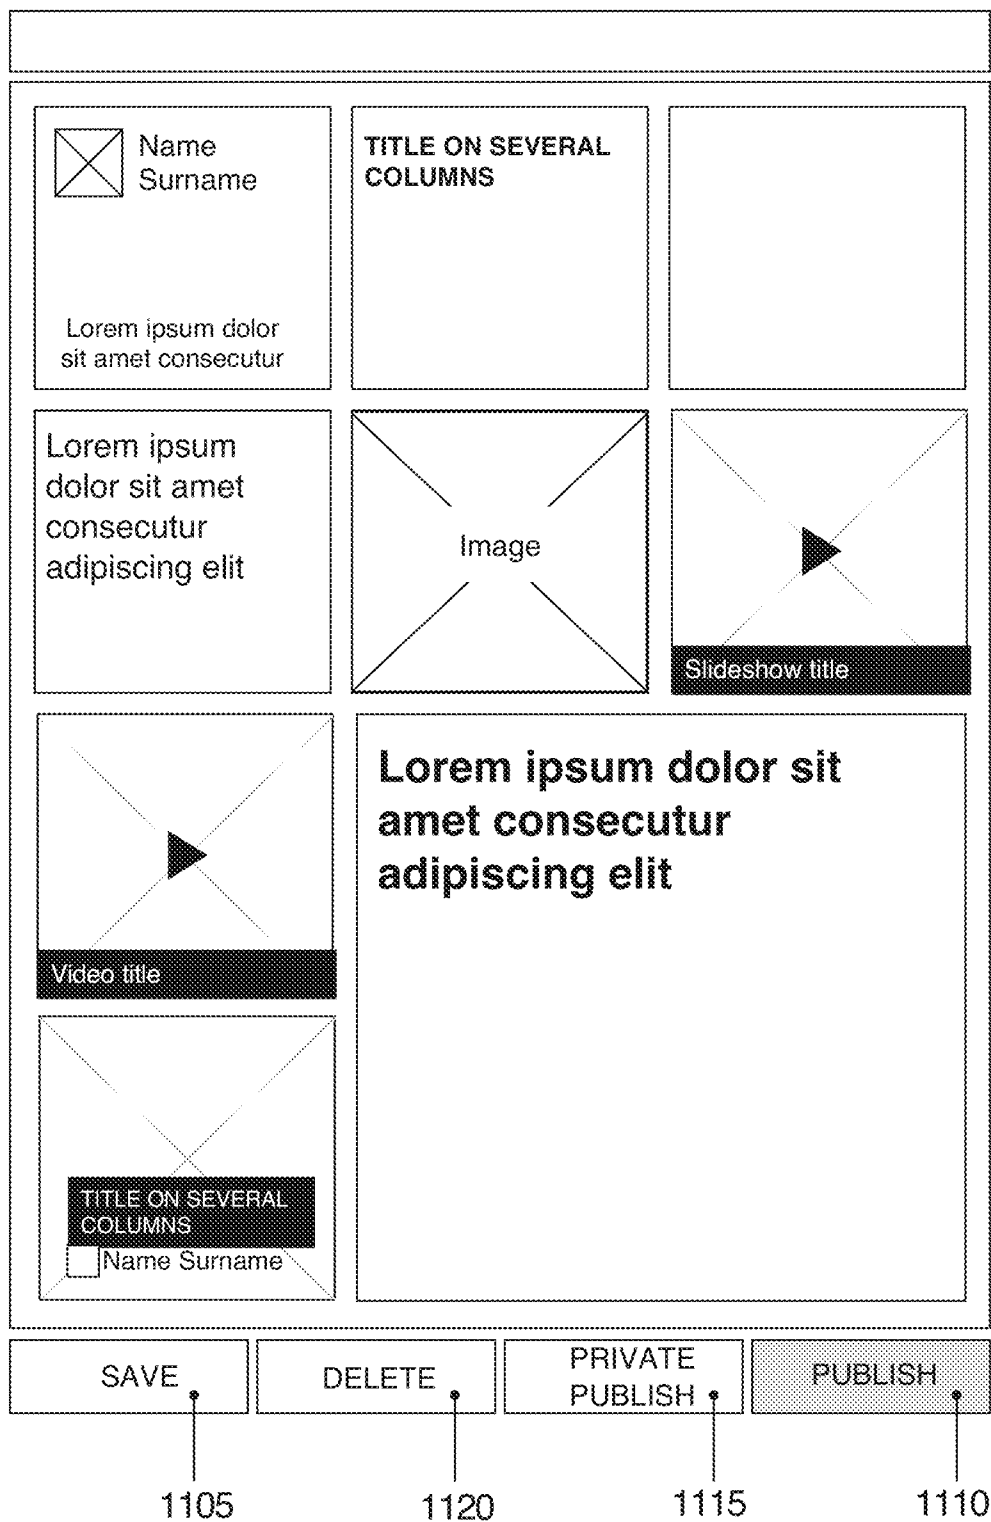 Name
Surname
Lorem ipsum dolor
sit amet consecutur
TITLE ON SEVERAL
COLUMNS
Lorem ipsum
dolor sit amet
consecutur
adipiscing elit
Image
Slideshow title
Video title
Lorem ipsum dolor sit
amet consecutur
adipiscing elit
TITLE ON SEVERAL
COLUMNS
Name Surname
SAVE
DELETE
PRIVATE
PUBLISH
PUBLISH
1105
1120
1115
1110